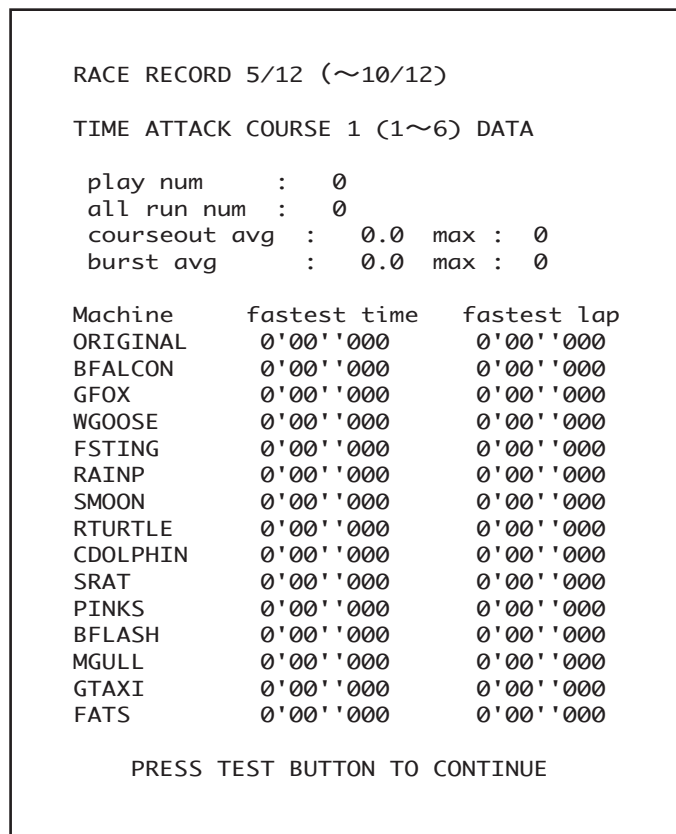 RACE RECORD 5/12 (〜10/12)
TIME ATTACK COURSE 1 (1〜6) DATA
play num : 0
all run num : 0
courseout avg : 0.0 max : 0
burst avg : 0.0 max : 0
Machine fastest time fastest lap
ORIGINAL 0'00''000 0'00''000
BFALCON 0'00''000 0'00''000
GFOX 0'00''000 0'00''000
WGOOSE 0'00''000 0'00''000
FSTING 0'00''000 0'00''000
RAINP 0'00''000 0'00''000
SMOON 0'00''000 0'00''000
RTURTLE 0'00''000 0'00''000
CDOLPHIN 0'00''000 0'00''000
SRAT 0'00''000 0'00''000
PINKS 0'00''000 0'00''000
BFLASH 0'00''000 0'00''000
MGULL 0'00''000 0'00''000
GTAXI 0'00''000 0'00''000
FATS 0'00''000 0'00''000
PRESS TEST BUTTON TO CONTINUE